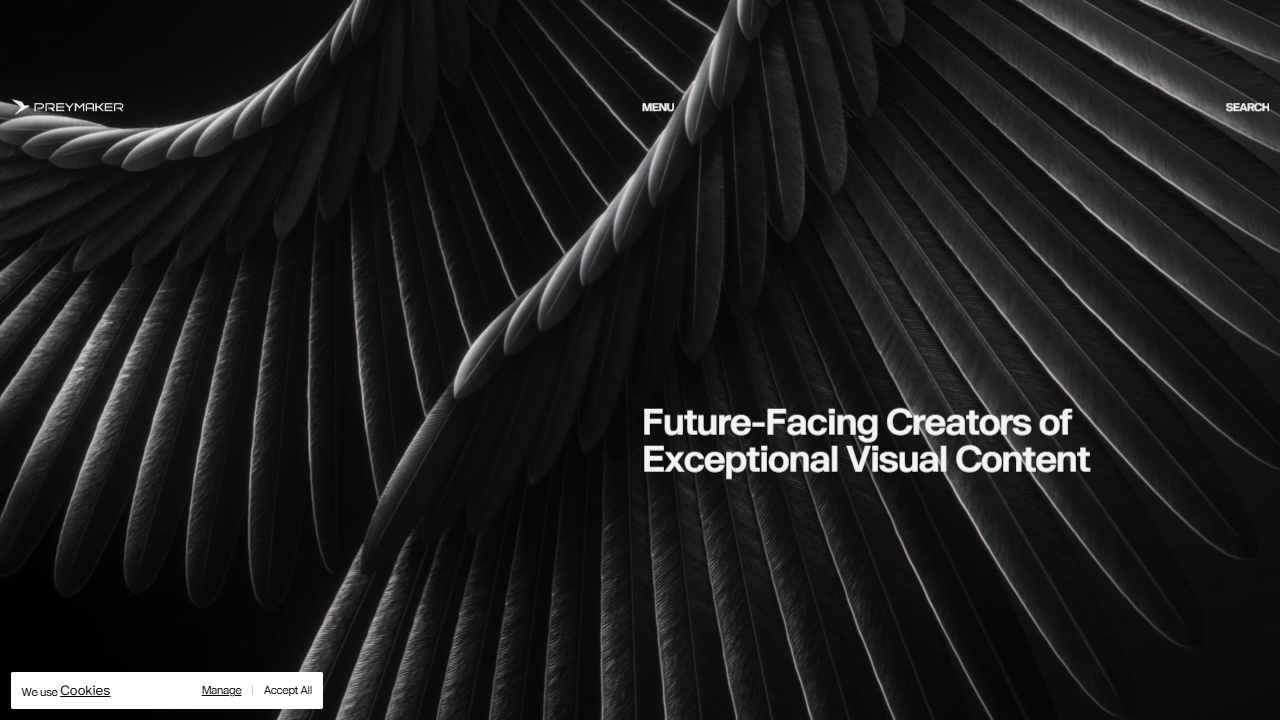 PREYMAKER
MENU
SEARCH
Future-Facing Creators of
Exceptional Visual Content
We use Cookies
Manage | Accept All